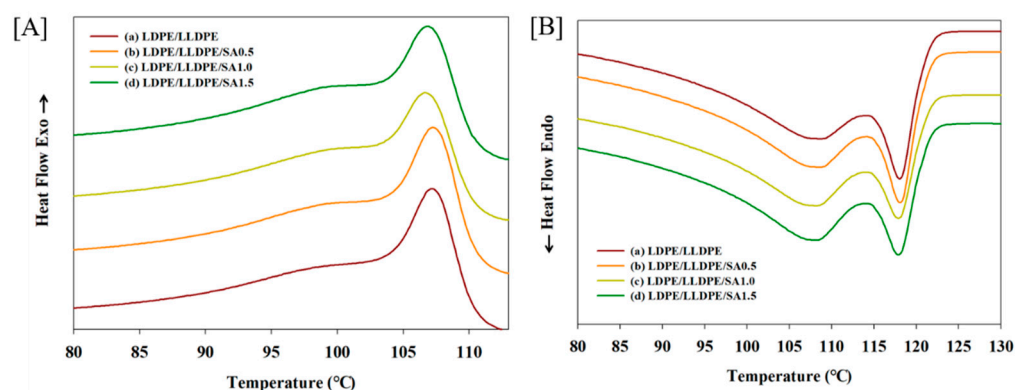 [A]
(a) LDPE/LLDPE
(b) LDPE/LLDPE/SA0.5
(c) LDPE/LLDPE/SA1.0
(d) LDPE/LLDPE/SA1.5
Heat Flow Exo →
80 85 90 95 100 105 110
Temperature (℃)
[B]
← Heat Flow Endo
(a) LDPE/LLDPE
(b) LDPE/LLDPE/SA0.5
(c) LDPE/LLDPE/SA1.0
(d) LDPE/LLDPE/SA1.5
80 85 90 95 100 105 110 115 120 125 130
Temperature (℃)